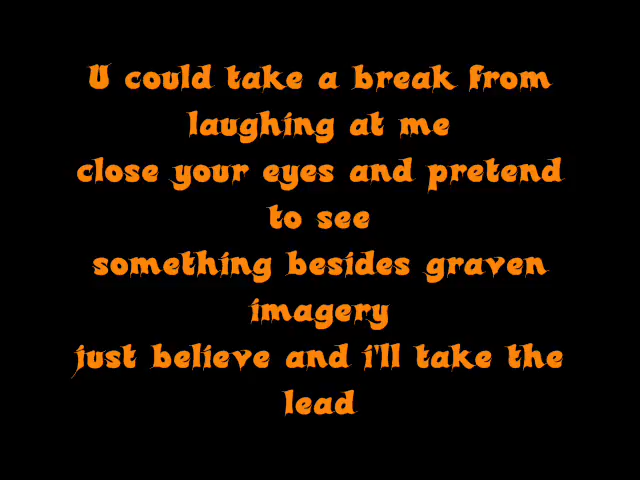 U could take a break from
laughing at me
close your eyes and pretend
to see
something besides graven
imagery
just believe and i'll take the
lead